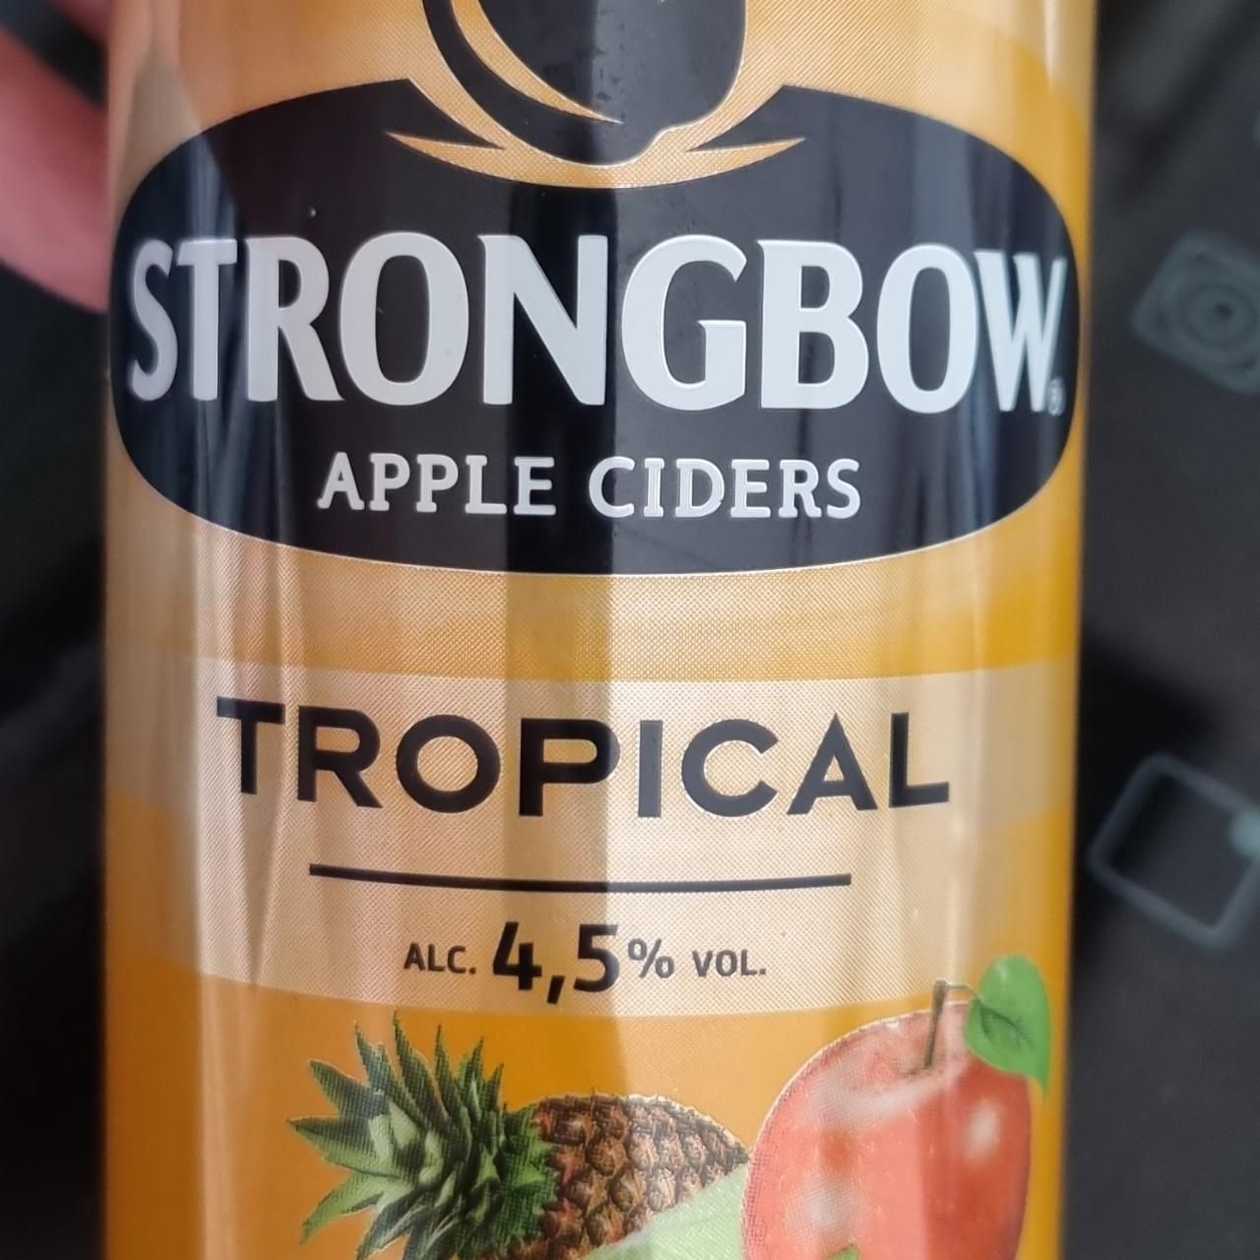 STRONGBOW®
APPLE CIDERS
TROPICAL
ALC. 4,5% VOL.